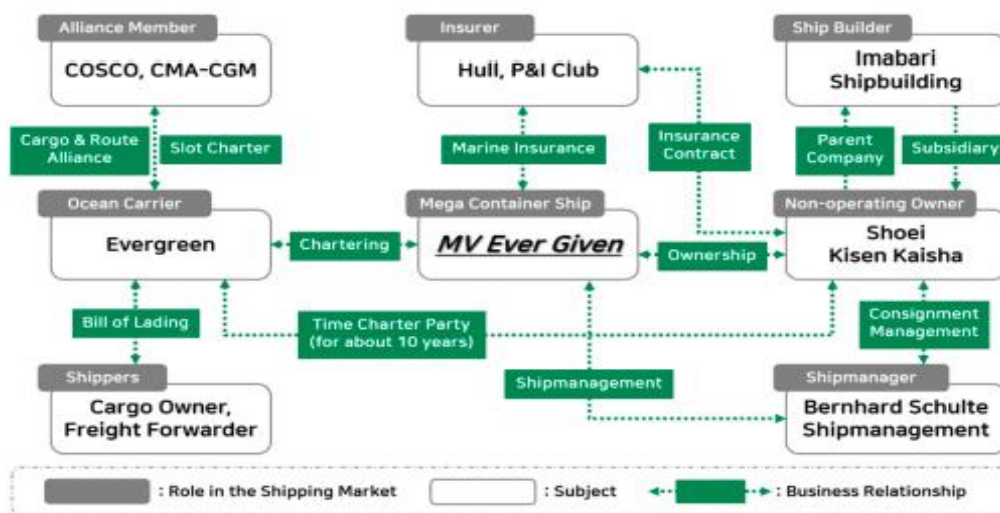 Alliance Member
COSCO, CMA-CGM
Insurer
Hull, P&I Club
Ship Builder
Imabari
Shipbuilding
Cargo & Route
Alliance
Slot Charter
Marine Insurance
Insurance
Contract
Parent
Company
Subsidiary
Ocean Carrier
Evergreen
Chartering
Mega Container Ship
MV Ever Given
Ownership
Non-operating Owner
Shoei
Kisen Kaisha
Bill of Lading
Time Charter Party
(for about 10 years)
Consignment
Management
Shipmanagement
Shippers
Cargo Owner,
Freight Forwarder
Shipmanager
Bernhard Schulte
Shipmanagement
: Role in the Shipping Market
: Subject
: Business Relationship